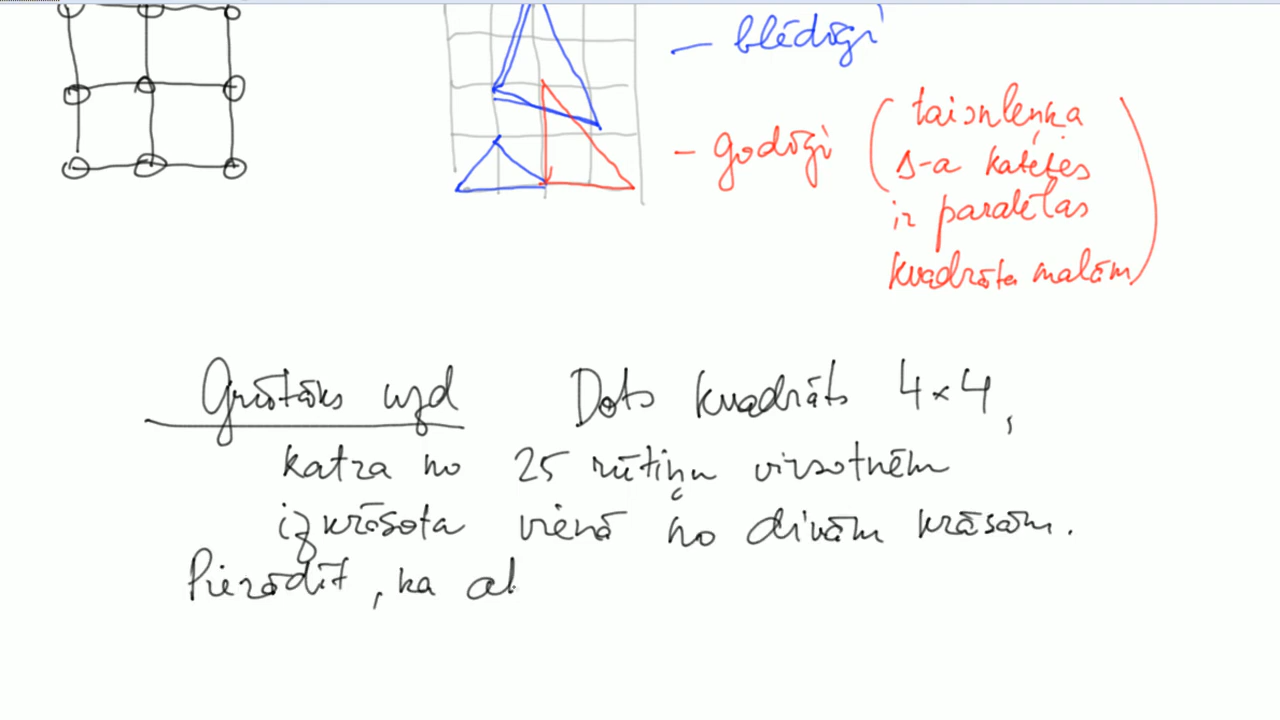 – blēdīgi
– godīgi (taisnleņķa
Δ-a katetes
ir paralēlas
kvadrāta malām)
Grūtāks uzd Dots kvadrāts 4×4,
katra no 25 rūtiņu virsotnēm
izkrāsota vienā no divām krāsām.
Pierādīt, ka at